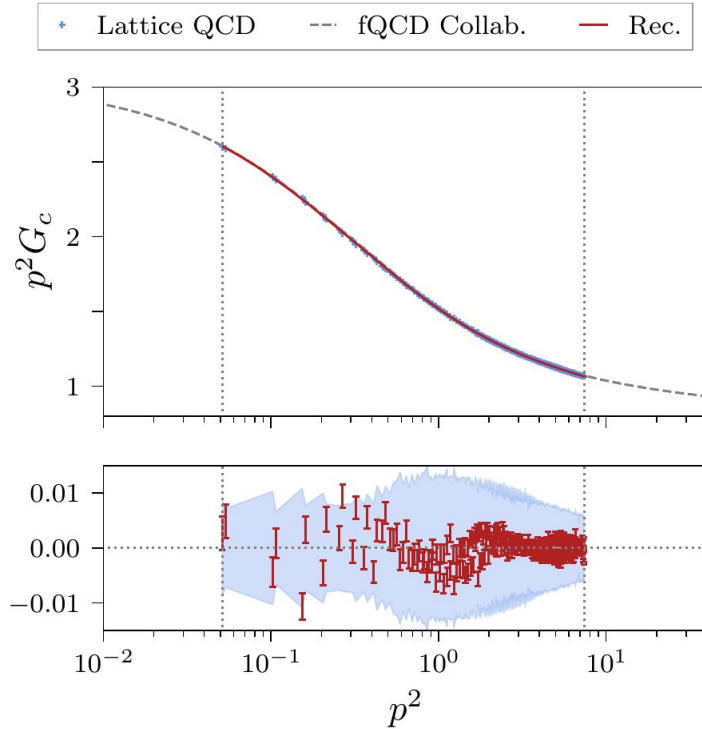 Lattice QCD fQCD Collab. Rec.
3
2
1
p²G_c
0.01
0.00
−0.01
10⁻² 10⁻¹ 10⁰ 10¹
p²